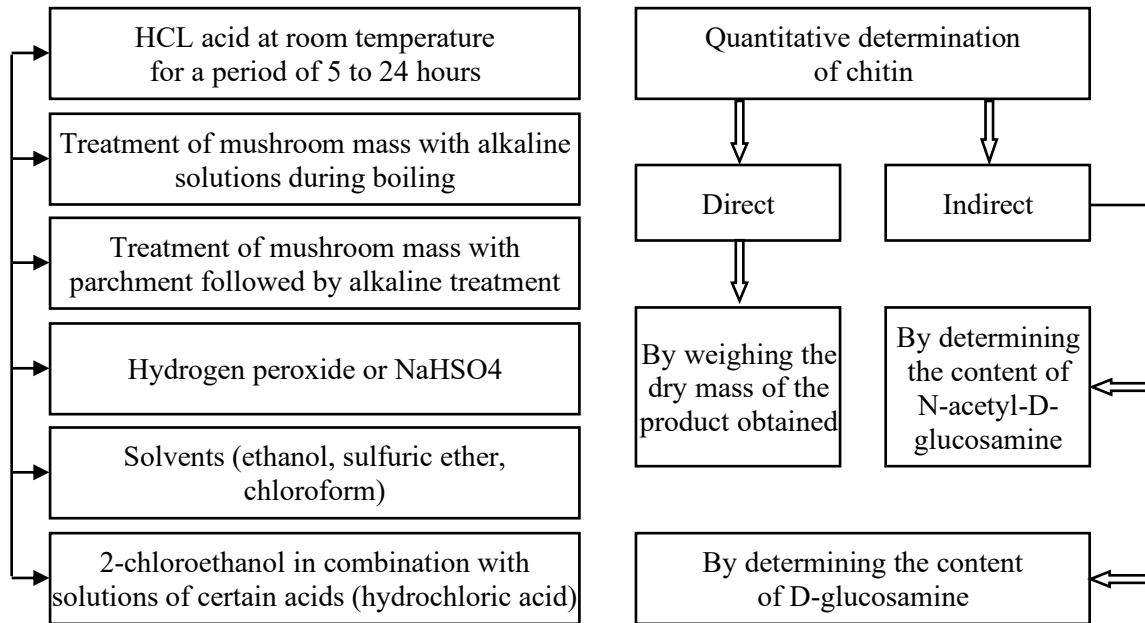 HCL acid at room temperature
for a period of 5 to 24 hours
Treatment of mushroom mass with alkaline
solutions during boiling
Treatment of mushroom mass with
parchment followed by alkaline treatment
Hydrogen peroxide or NaHSO4
Solvents (ethanol, sulfuric ether,
chloroform)
2-chloroethanol in combination with
solutions of certain acids (hydrochloric acid)
Quantitative determination
of chitin
Direct
Indirect
By weighing the
dry mass of the
product obtained
By determining
the content of
N-acetyl-D-
glucosamine
By determining the content
of D-glucosamine